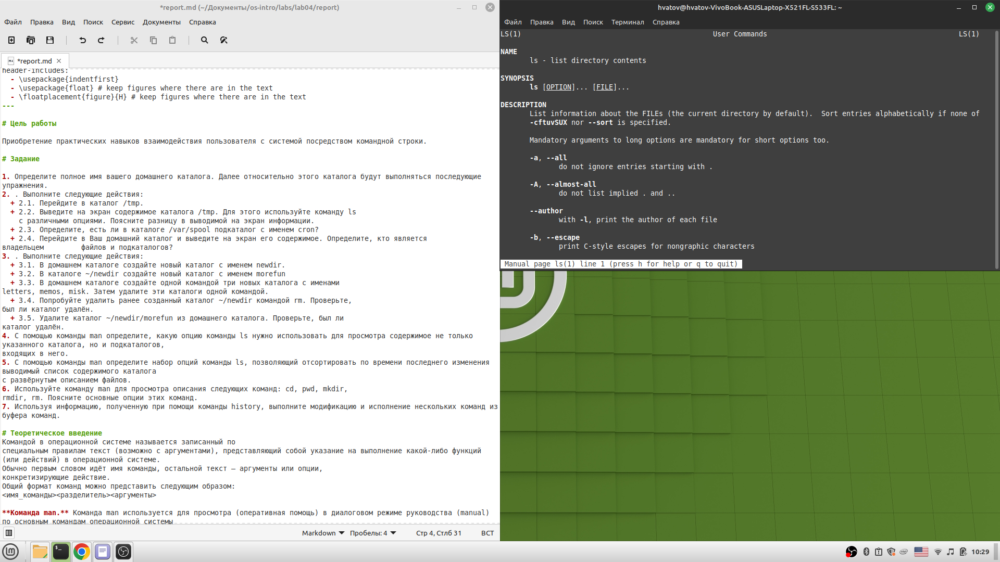 *report.md (~/Документы/os-intro/labs/lab04/report)
Файл Правка Вид Поиск Сервис Документы Справка
*report.md
header-includes:
- \usepackage{indentfirst}
- \usepackage{float} # keep figures where there are in the text
- \floatplacement{figure}{H} # keep figures where there are in the text
---
# Цель работы
Приобретение практических навыков взаимодействия пользователя с системой посредством командной строки.
# Задание
1. Определите полное имя вашего домашнего каталога. Далее относительно этого каталога будут выполняться последующие
упражнения.
2. . Выполните следующие действия:
+ 2.1. Перейдите в каталог /tmp.
+ 2.2. Выведите на экран содержимое каталога /tmp. Для этого используйте команду ls
с различными опциями. Поясните разницу в выводимой на экран информации.
+ 2.3. Определите, есть ли в каталоге /var/spool подкаталог с именем cron?
+ 2.4. Перейдите в Ваш домашний каталог и выведите на экран его содержимое. Определите, кто является
владельцем         файлов и подкаталогов?
3. . Выполните следующие действия:
+ 3.1. В домашнем каталоге создайте новый каталог с именем newdir.
+ 3.2. В каталоге ~/newdir создайте новый каталог с именем morefun
+ 3.3. В домашнем каталоге создайте одной командой три новых каталога с именами
letters, memos, misk. Затем удалите эти каталоги одной командой.
+ 3.4. Попробуйте удалить ранее созданный каталог ~/newdir командой rm. Проверьте,
был ли каталог удалён.
+ 3.5. Удалите каталог ~/newdir/morefun из домашнего каталога. Проверьте, был ли
каталог удалён.
4. С помощью команды man определите, какую опцию команды ls нужно использовать для просмотра содержимое не только
указанного каталога, но и подкаталогов,
входящих в него.
5. С помощью команды man определите набор опций команды ls, позволяющий отсортировать по времени последнего изменения
выводимый список содержимого каталога
с развёрнутым описанием файлов.
6. Используйте команду man для просмотра описания следующих команд: cd, pwd, mkdir,
rmdir, rm. Поясните основные опции этих команд.
7. Используя информацию, полученную при помощи команды history, выполните модификацию и исполнение нескольких команд из
буфера команд.
# Теоретическое введение
Командой в операционной системе называется записанный по
специальным правилам текст (возможно с аргументами), представляющий собой указание на выполнение какой-либо функций
(или действий) в операционной системе.
Обычно первым словом идёт имя команды, остальной текст — аргументы или опции,
конкретизирующие действие.
Общий формат команд можно представить следующим образом:
<имя_команды><разделитель><аргументы>
**Команда man.** Команда man используется для просмотра (оперативная помощь) в диалоговом режиме руководства (manual)
по основным командам операционной системы
Markdown Пробелы: 4 Стр 4, Стлб 31 ВСТ
hvatov@hvatov-VivoBook-ASUSLaptop-X521FL-S533FL: ~
Файл Правка Вид Поиск Терминал Справка
LS(1) User Commands LS(1)
NAME
ls - list directory contents
SYNOPSIS
ls [OPTION]... [FILE]...
DESCRIPTION
List information about the FILEs (the current directory by default).  Sort entries alphabetically if none of
-cftuvSUX nor --sort is specified.
Mandatory arguments to long options are mandatory for short options too.
-a, --all
do not ignore entries starting with .
-A, --almost-all
do not list implied . and ..
--author
with -l, print the author of each file
-b, --escape
print C-style escapes for nongraphic characters
Manual page ls(1) line 1 (press h for help or q to quit)
10:29